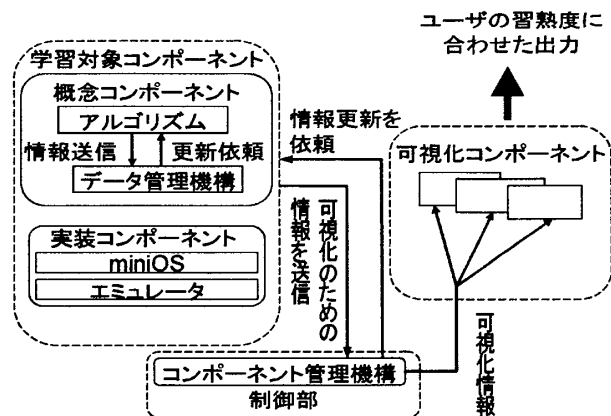 ユーザの習熟度に
合わせた出力
学習対象コンポーネント
概念コンポーネント
アルゴリズム
情報送信
更新依頼
データ管理機構
実装コンポーネント
miniOS
エミュレータ
情報更新を
依頼
可視化のための
情報を送信
可視化コンポーネント
可視化情報
コンポーネント管理機構
制御部